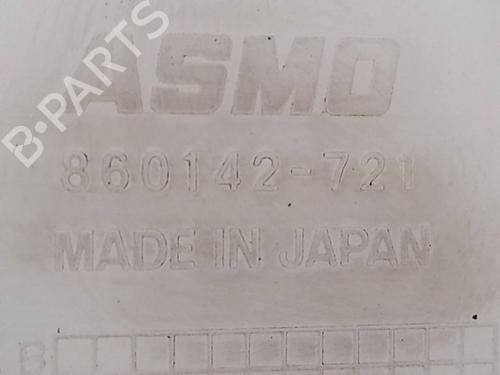 B-PARTS
ASMO
860142-721
MADE IN JAPAN
B